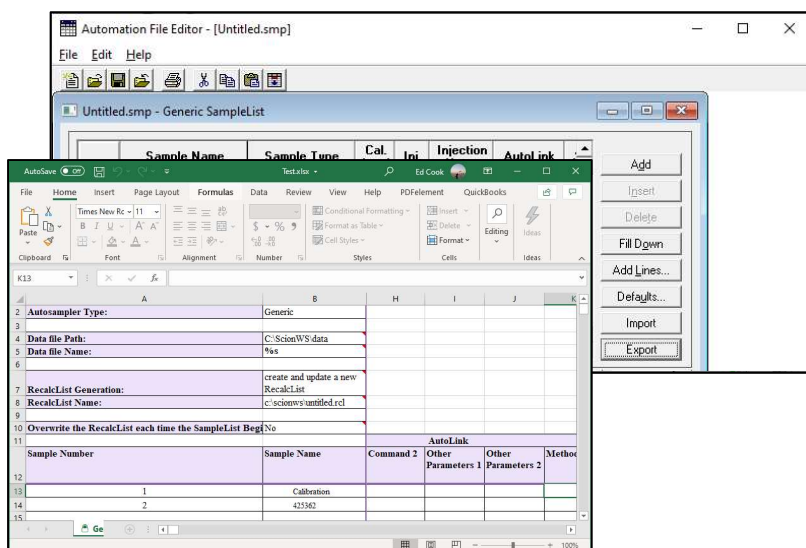 Automation File Editor - [Untitled.smp]
File Edit Help
Untitled.smp - Generic SampleList
Sample Name Sample Type Cal. Inj Injection AutoLink
Add
Insert
Delete
Fill Down
Add Lines...
Defaults...
Import
Export
AutoSave Off Test.xlsx Ed Cook
File Home Insert Page Layout Formulas Data Review View Help PDFelement QuickBooks
Paste
Times New Rc 11
B I U A A
$ % 9
Conditional Formatting
Format as Table
Cell Styles
Insert
Delete
Format
Editing
Ideas
Clipboard Font Alignment Number Styles Cells Ideas
K13 fx
A B H I J K
2 Autosampler Type: Generic
3
4 Data file Path: C:\ScionWS\data
5 Data file Name: %s
6
7 RecalcList Generation: create and update a new RecalcList
8 RecalcList Name: c:\scionws\untitled.rcl
9
10 Overwrite the RecalcList each time the SampleList Begi No
11 AutoLink
12 Sample Number Sample Name Command 2 Other Parameters 1 Other Parameters 2 Method
13 1 Calibration
14 2 425362
15
Ge
100%